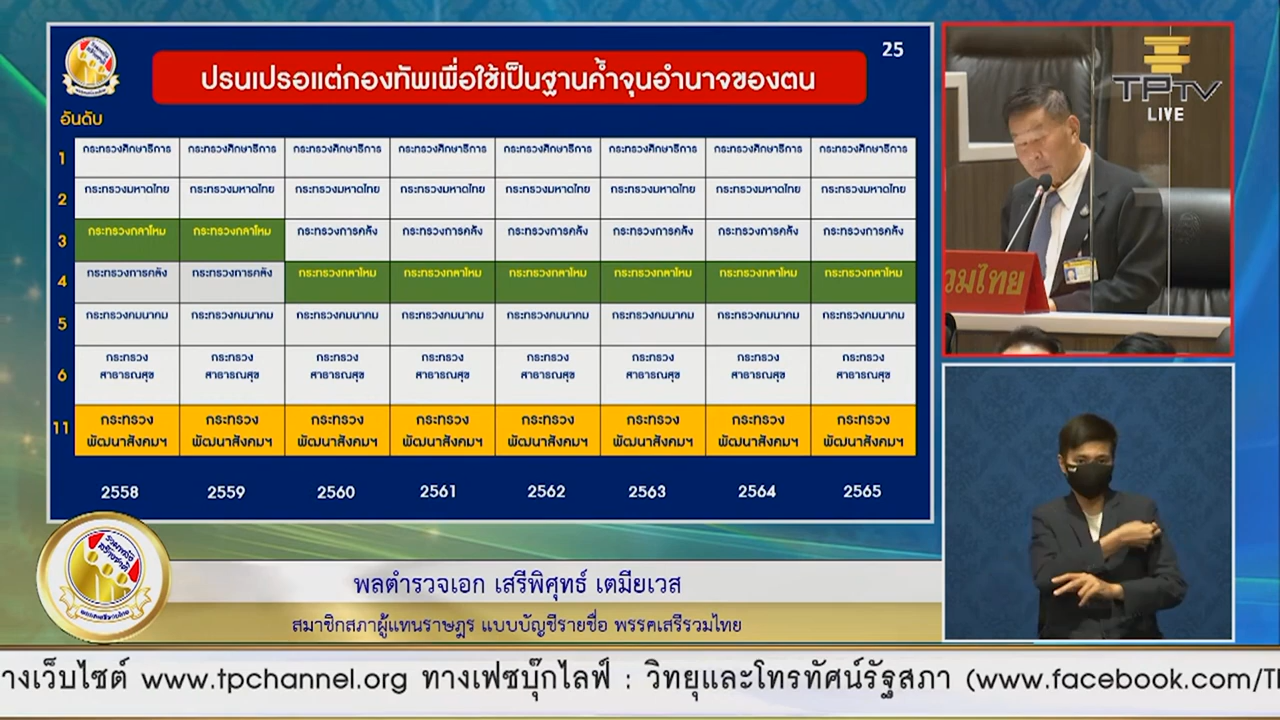 25
ปรนเปรอแต่กองทัพเพื่อใช้เป็นฐานค้ำจุนอำนาจของตน
อันดับ
1 กระทรวงศึกษาธิการ กระทรวงศึกษาธิการ กระทรวงศึกษาธิการ กระทรวงศึกษาธิการ กระทรวงศึกษาธิการ กระทรวงศึกษาธิการ กระทรวงศึกษาธิการ กระทรวงศึกษาธิการ
2 กระทรวงมหาดไทย กระทรวงมหาดไทย กระทรวงมหาดไทย กระทรวงมหาดไทย กระทรวงมหาดไทย กระทรวงมหาดไทย กระทรวงมหาดไทย กระทรวงมหาดไทย
3 กระทรวงกลาโหม กระทรวงกลาโหม กระทรวงการคลัง กระทรวงการคลัง กระทรวงการคลัง กระทรวงการคลัง กระทรวงการคลัง กระทรวงการคลัง
4 กระทรวงการคลัง กระทรวงการคลัง กระทรวงกลาโหม กระทรวงกลาโหม กระทรวงกลาโหม กระทรวงกลาโหม กระทรวงกลาโหม กระทรวงกลาโหม
5 กระทรวงคมนาคม กระทรวงคมนาคม กระทรวงคมนาคม กระทรวงคมนาคม กระทรวงคมนาคม กระทรวงคมนาคม กระทรวงคมนาคม กระทรวงคมนาคม
กระทรวง กระทรวง กระทรวง กระทรวง กระทรวง กระทรวง กระทรวง กระทรวง
6 สาธารณสุข สาธารณสุข สาธารณสุข สาธารณสุข สาธารณสุข สาธารณสุข สาธารณสุข สาธารณสุข
กระทรวง กระทรวง กระทรวง กระทรวง กระทรวง กระทรวง กระทรวง กระทรวง
11 พัฒนาสังคมฯ พัฒนาสังคมฯ พัฒนาสังคมฯ พัฒนาสังคมฯ พัฒนาสังคมฯ พัฒนาสังคมฯ พัฒนาสังคมฯ พัฒนาสังคมฯ
2558 2559 2560 2561 2562 2563 2564 2565
TPTV
LIVE
วมไทย
พลตำรวจเอก เสรีพิศุทธ์ เตมียเวส
สมาชิกสภาผู้แทนราษฎร แบบบัญชีรายชื่อ พรรคเสรีรวมไทย
างเว็บไซต์ www.tpchannel.org ทางเฟซบุ๊กไลฟ์ : วิทยุและโทรทัศน์รัฐสภา (www.facebook.com/T